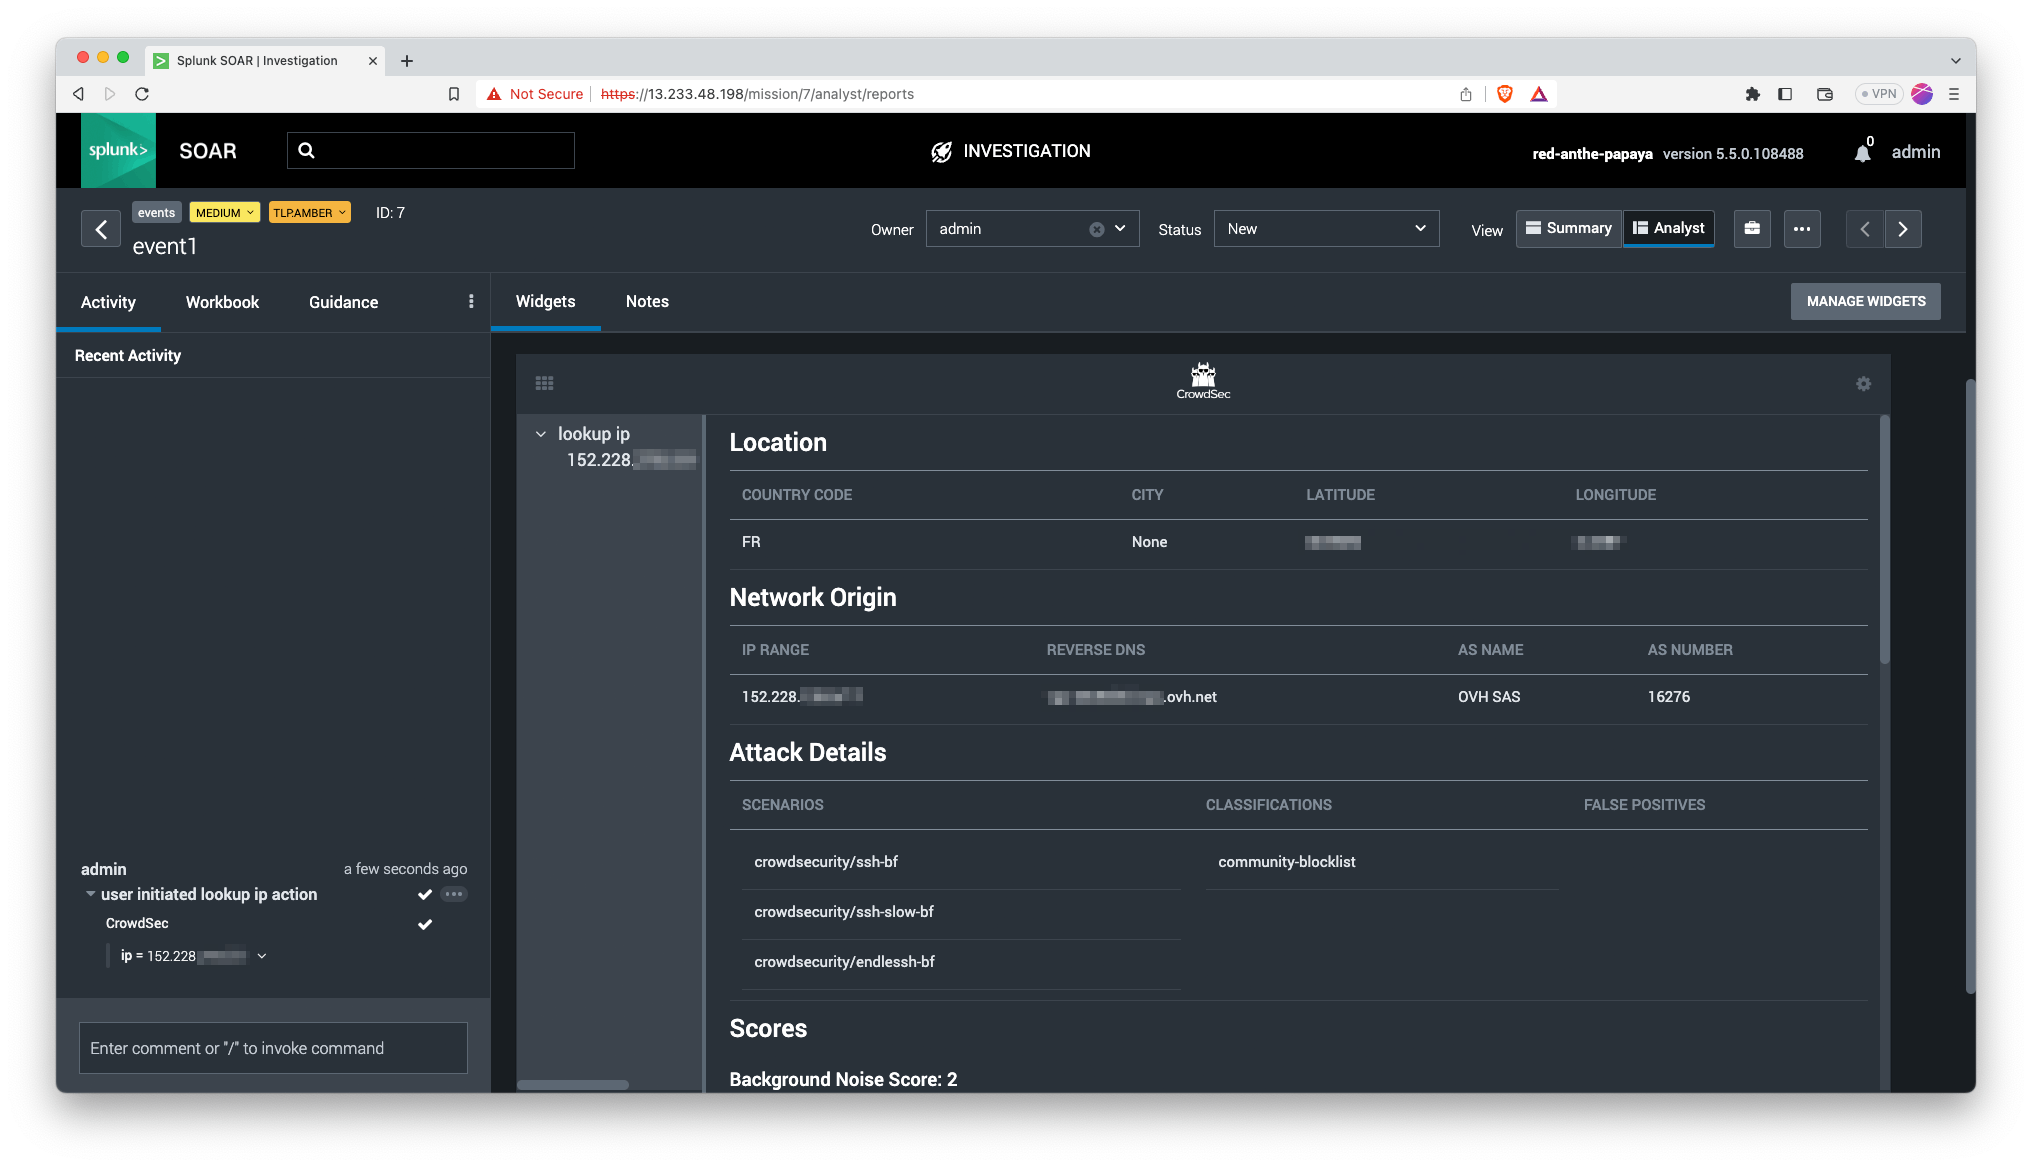 Splunk SOAR | Investigation
Not Secure https://13.233.48.198/mission/7/analyst/reports
VPN
splunk> SOAR
INVESTIGATION
red-anthe-papaya version 5.5.0.108488
0
admin
events MEDIUM TLP:AMBER ID: 7
event1
Owner admin
Status New
View Summary Analyst
Activity Workbook Guidance
Widgets Notes
MANAGE WIDGETS
Recent Activity
CrowdSec
lookup ip
152.228.
Location
COUNTRY CODE CITY LATITUDE LONGITUDE
FR None
Network Origin
IP RANGE REVERSE DNS AS NAME AS NUMBER
152.228. .ovh.net OVH SAS 16276
Attack Details
SCENARIOS CLASSIFICATIONS FALSE POSITIVES
crowdsecurity/ssh-bf community-blocklist
crowdsecurity/ssh-slow-bf
crowdsecurity/endlessh-bf
Scores
Background Noise Score: 2
admin a few seconds ago
user initiated lookup ip action
CrowdSec
ip = 152.228
Enter comment or "/" to invoke command